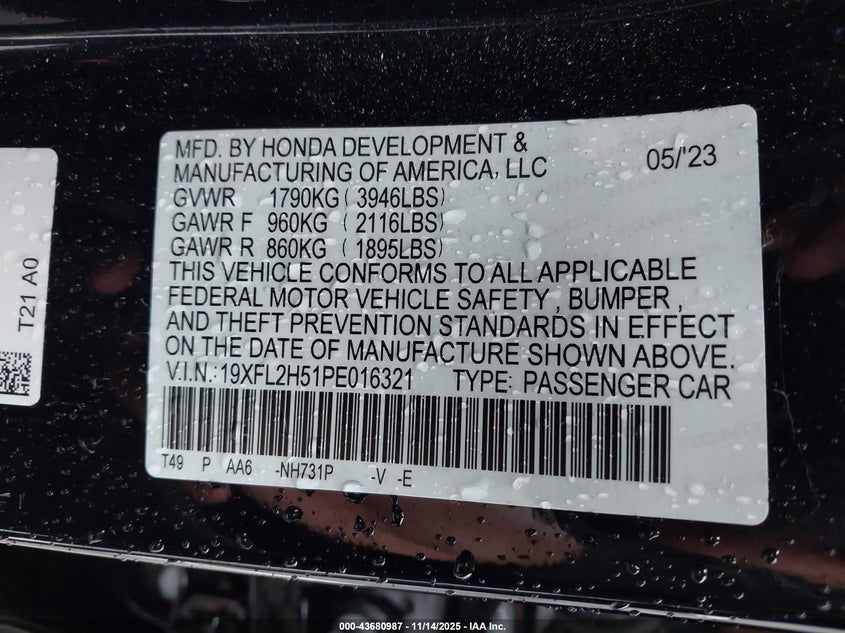 MFD. BY HONDA DEVELOPMENT &
MANUFACTURING OF AMERICA, LLC 05/'23
GVWR 1790KG ( 3946LBS)
GAWR F 960KG ( 2116LBS)
GAWR R 860KG ( 1895LBS)
THIS VEHICLE CONFORMS TO ALL APPLICABLE
FEDERAL MOTOR VEHICLE SAFETY , BUMPER ,
AND THEFT PREVENTION STANDARDS IN EFFECT
ON THE DATE OF MANUFACTURE SHOWN ABOVE.
V.I.N.: 19XFL2H51PE016321 TYPE: PASSENGER CAR
T49 P AA6 -NH731P -V -E
T21 A0
000-43680987 - 11/14/2025 - IAA Inc.